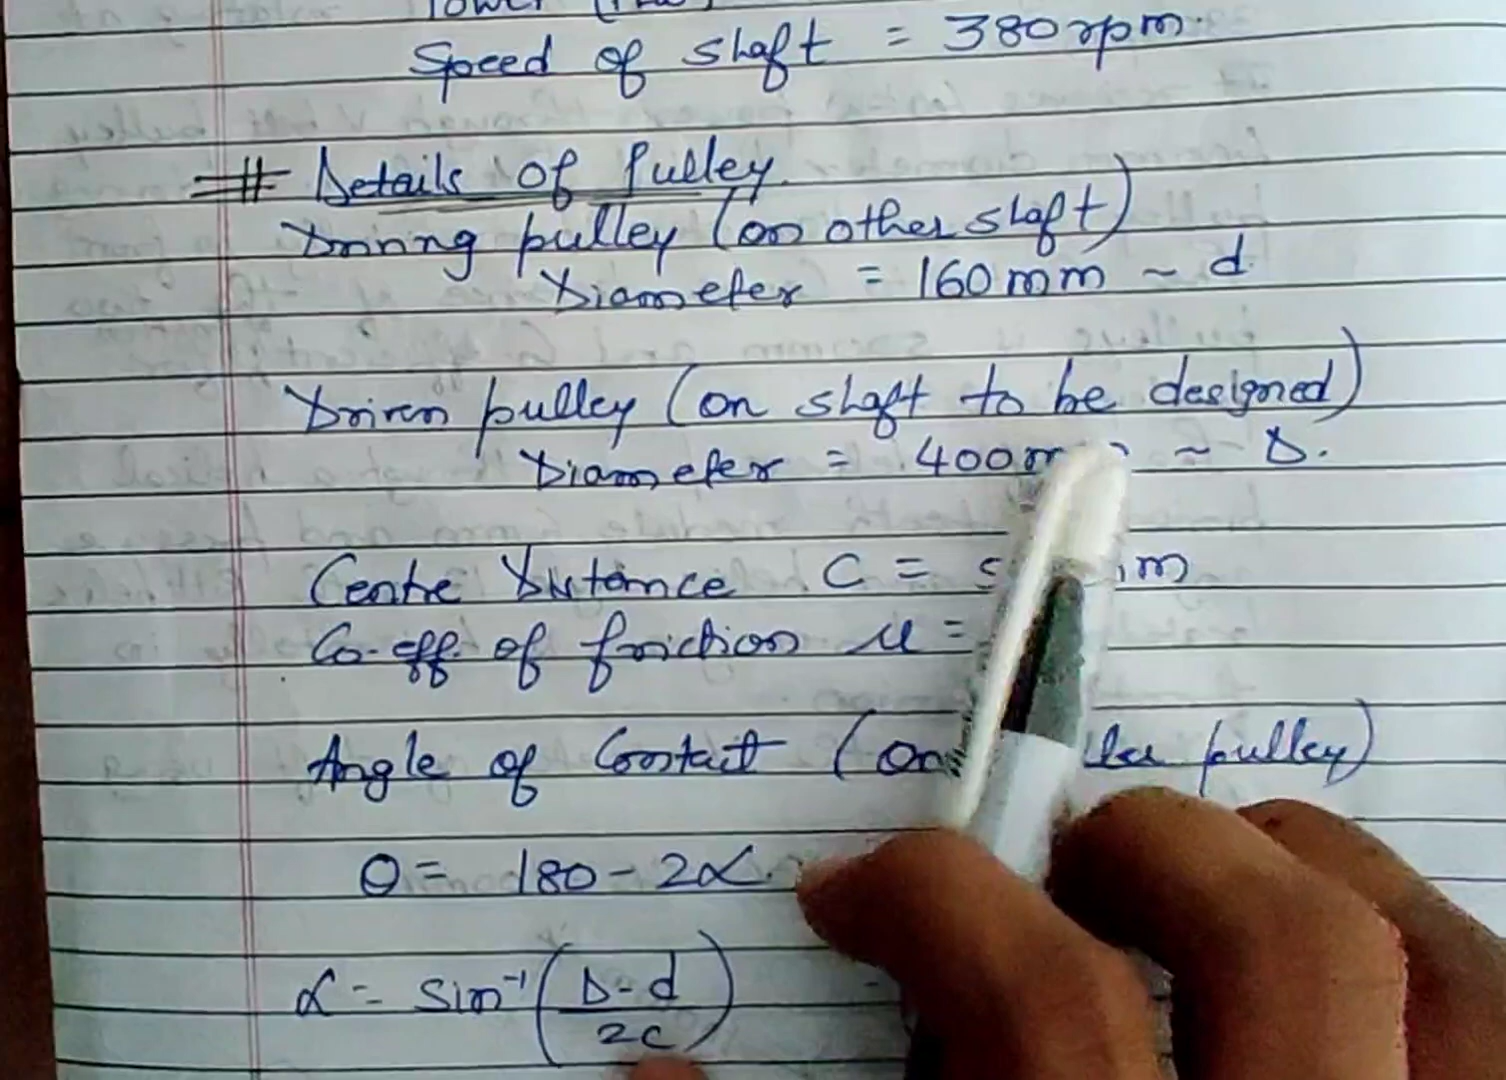 Speed of shaft = 380 rpm.
# Details of Pulley.
Driving pulley (on other shaft)
Diameter = 160 mm ~ d
Driven pulley (on shaft to be designed)
Diameter = 400 ~ D.
Centre Distance C =
Co-eff. of friction μ =
Angle of Contact (on pulley)
θ = 180 - 2α.
α = sin⁻¹ (D-d / 2C)